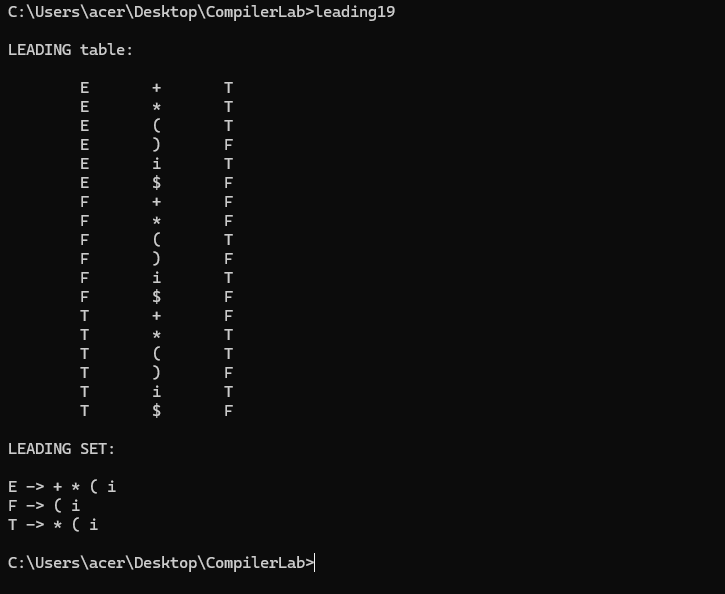 C:\Users\acer\Desktop\CompilerLab>leading19
LEADING table:
E + T
E * T
E ( T
E ) F
E i T
E $ F
F + F
F * F
F ( T
F ) F
F i T
F $ F
T + F
T * T
T ( T
T ) F
T i T
T $ F
LEADING SET:
E -> + * ( i
F -> ( i
T -> * ( i
C:\Users\acer\Desktop\CompilerLab>